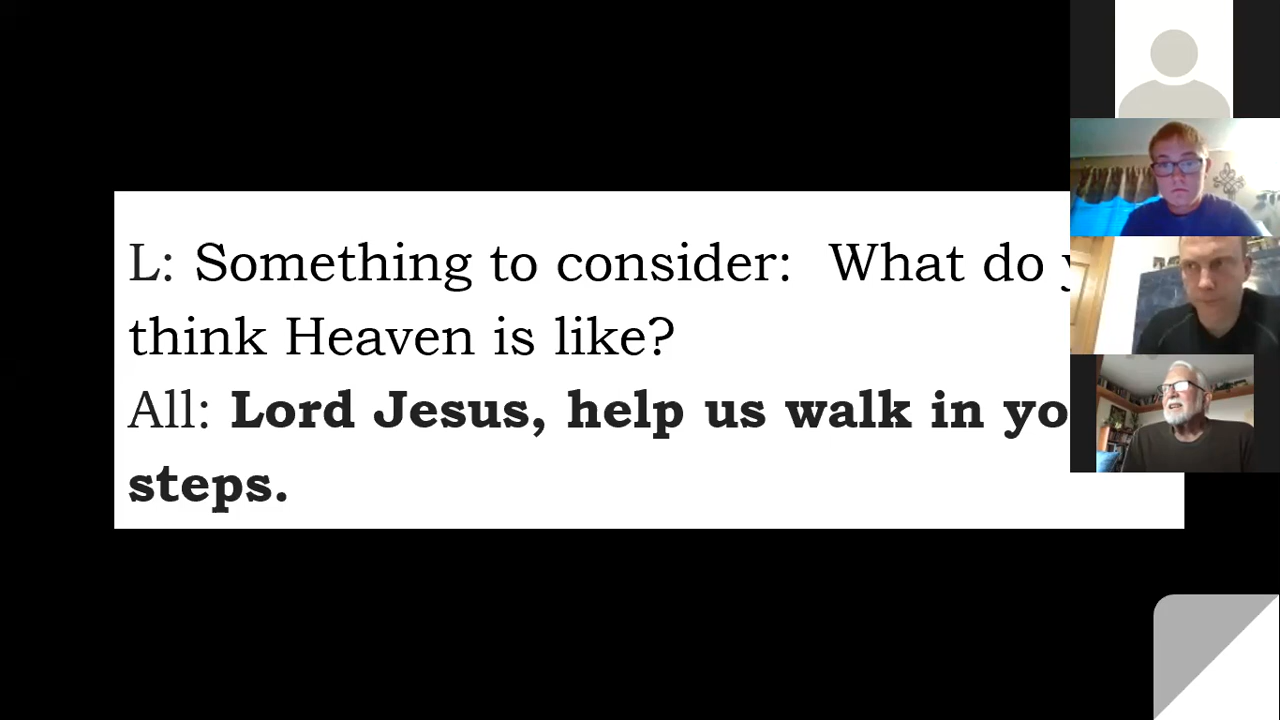 L: Something to consider:  What do
think Heaven is like?
All: Lord Jesus, help us walk in yo
steps.